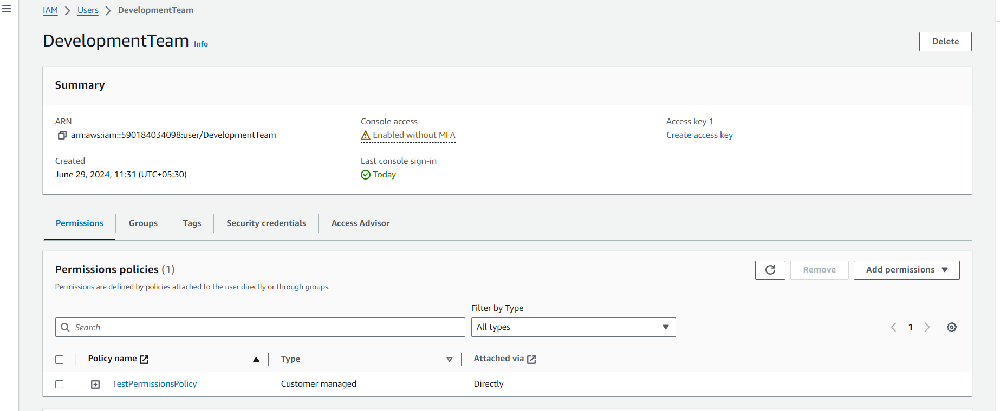 IAM > Users > DevelopmentTeam
DevelopmentTeam Info
Delete
Summary
ARN
arn:aws:iam::590184034098:user/DevelopmentTeam
Created
June 29, 2024, 11:31 (UTC+05:30)
Console access
Enabled without MFA
Last console sign-in
Today
Access key 1
Create access key
Permissions
Groups
Tags
Security credentials
Access Advisor
Permissions policies (1)
Permissions are defined by policies attached to the user directly or through groups.
Remove
Add permissions
Filter by Type
Search
All types
1
Policy name
Type
Attached via
TestPermissionsPolicy
Customer managed
Directly